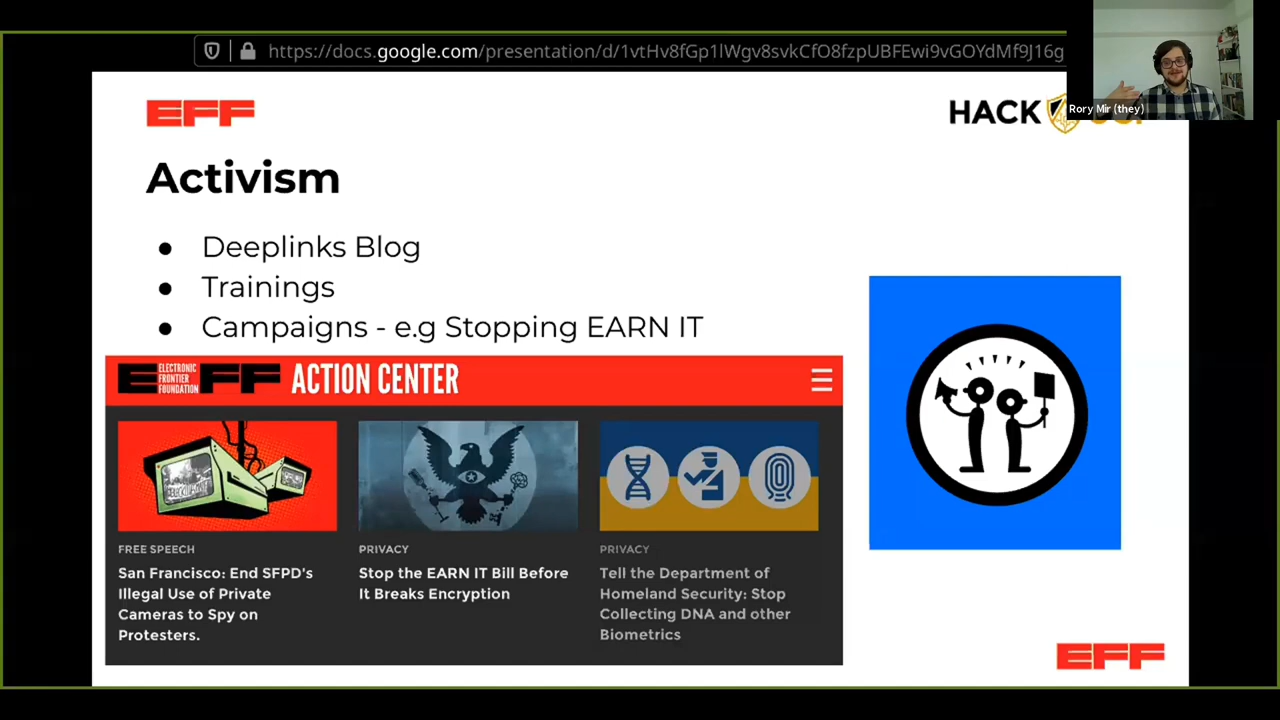 https://docs.google.com/presentation/d/1vtHv8fGp1lWgv8svkCfO8fzpUBFEwi9vGOYdMf9J16g
Rory Mir (they)
EFF
HACK
Activism
● Deeplinks Blog
● Trainings
● Campaigns - e.g Stopping EARN IT
EFF ELECTRONIC FRONTIER FOUNDATION ACTION CENTER
FREE SPEECH
San Francisco: End SFPD's
Illegal Use of Private
Cameras to Spy on
Protesters.
PRIVACY
Stop the EARN IT Bill Before
It Breaks Encryption
PRIVACY
Tell the Department of
Homeland Security: Stop
Collecting DNA and other
Biometrics
EFF